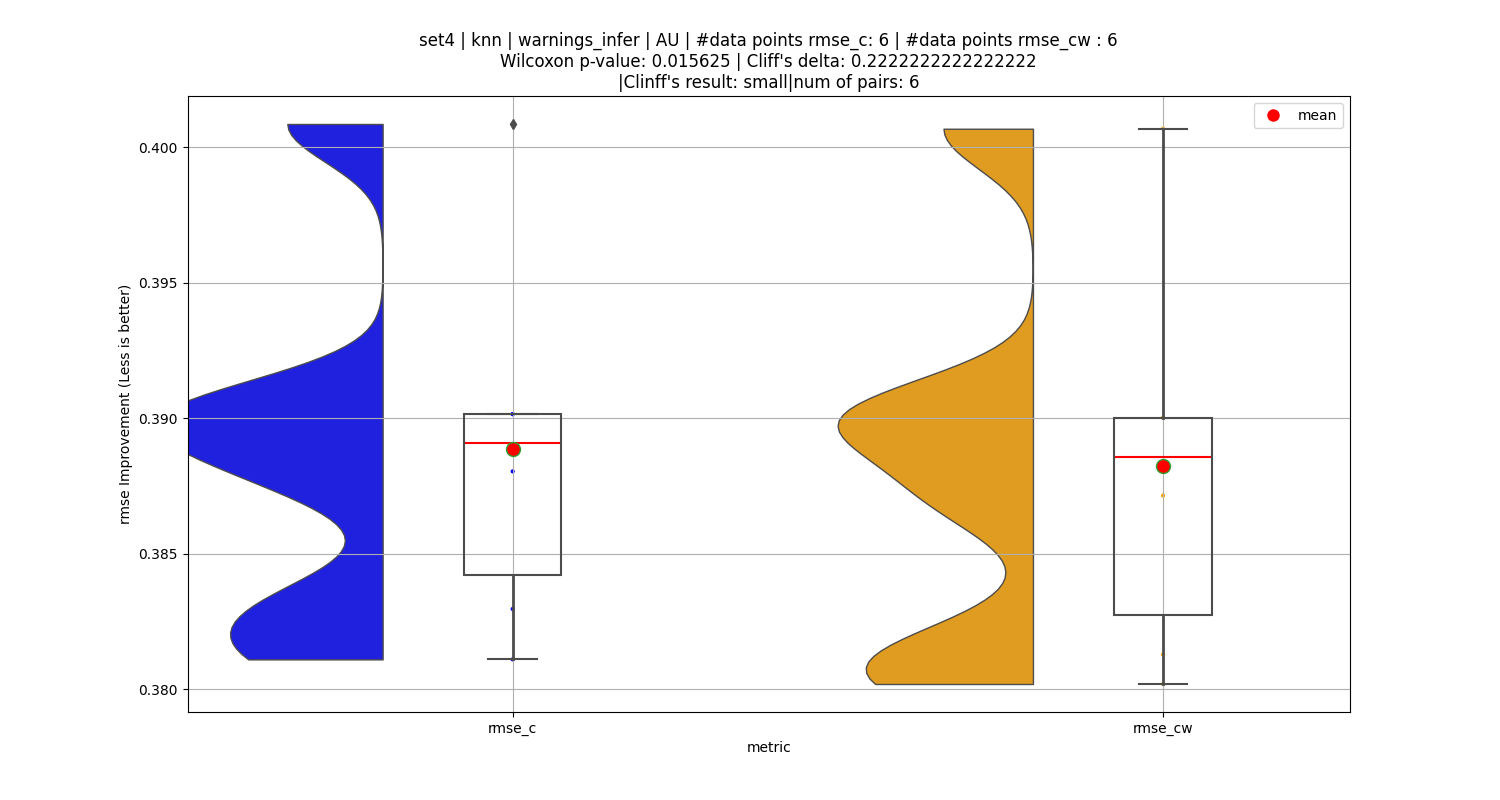 set4 | knn | warnings_infer | AU | #data points rmse_c: 6 | #data points rmse_cw : 6
Wilcoxon p-value: 0.015625 | Cliff's delta: 0.2222222222222222
|Clinff's result: small|num of pairs: 6
mean
0.400
0.395
0.390
0.385
0.380
rmse Improvement (Less is better)
rmse_c
rmse_cw
metric